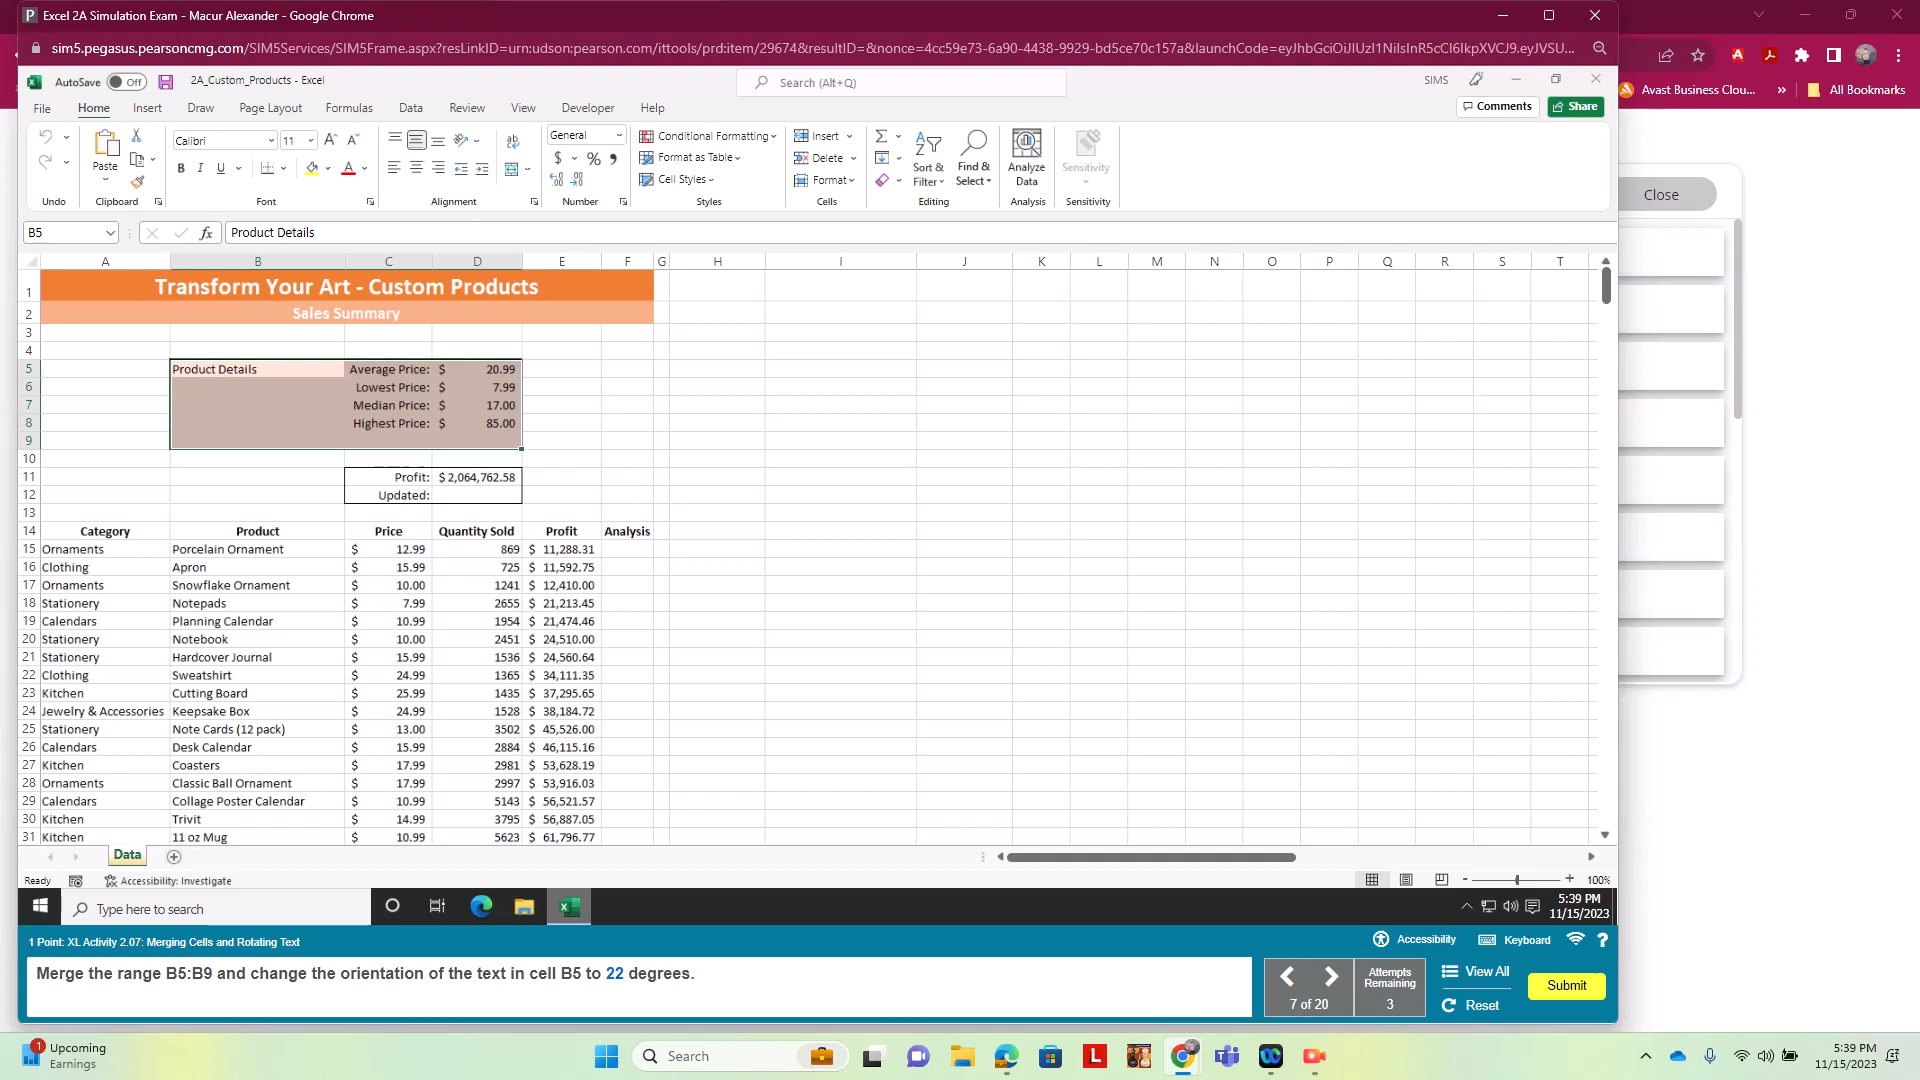 Excel 2A Simulation Exam - Macur Alexander - Google Chrome
sim5.pegasus.pearsoncmg.com/SIM5Services/SIM5Frame.aspx?resLinkID=urn:udson:pearson.com/ittools/prd:item/29674&resultID=&nonce=4cc59e73-6a90-4438-9929-bd5ce70c157a&launchCode=eyJhbGciOiJIUzI1NiIsInR5cCI6IkpXVCJ9.eyJVSU...
Avast Business Clou... » All Bookmarks
AutoSave Off 2A_Custom_Products - Excel Search (Alt+Q) SIMS
File Home Insert Draw Page Layout Formulas Data Review View Developer Help Comments Share
Calibri 11 General Conditional Formatting Insert Σ
Paste B I U A $ % Format as Table Delete Sort & Filter Find & Select Analyze Data Sensitivity
Cell Styles Format
Undo Clipboard Font Alignment Number Styles Cells Editing Analysis Sensitivity
Close
B5 fx Product Details
A B C D E F G H I J K L M N O P Q R S T
1 Transform Your Art - Custom Products
2 Sales Summary
3
4
5 Product Details Average Price: $ 20.99
6 Lowest Price: $ 7.99
7 Median Price: $ 17.00
8 Highest Price: $ 85.00
9
10
11 Profit: $ 2,064,762.58
12 Updated:
13
14 Category Product Price Quantity Sold Profit Analysis
15 Ornaments Porcelain Ornament $ 12.99 869 $ 11,288.31
16 Clothing Apron $ 15.99 725 $ 11,592.75
17 Ornaments Snowflake Ornament $ 10.00 1241 $ 12,410.00
18 Stationery Notepads $ 7.99 2655 $ 21,213.45
19 Calendars Planning Calendar $ 10.99 1954 $ 21,474.46
20 Stationery Notebook $ 10.00 2451 $ 24,510.00
21 Stationery Hardcover Journal $ 15.99 1536 $ 24,560.64
22 Clothing Sweatshirt $ 24.99 1365 $ 34,111.35
23 Kitchen Cutting Board $ 25.99 1435 $ 37,295.65
24 Jewelry & Accessories Keepsake Box $ 24.99 1528 $ 38,184.72
25 Stationery Note Cards (12 pack) $ 13.00 3502 $ 45,526.00
26 Calendars Desk Calendar $ 15.99 2884 $ 46,115.16
27 Kitchen Coasters $ 17.99 2981 $ 53,628.19
28 Ornaments Classic Ball Ornament $ 17.99 2997 $ 53,916.03
29 Calendars Collage Poster Calendar $ 10.99 5143 $ 56,521.57
30 Kitchen Trivit $ 14.99 3795 $ 56,887.05
31 Kitchen 11 oz Mug $ 10.99 5623 $ 61,796.77
Data
Ready Accessibility: Investigate 100%
Type here to search 5:39 PM
11/15/2023
1 Point: XL Activity 2.07: Merging Cells and Rotating Text Accessibility Keyboard ?
Merge the range B5:B9 and change the orientation of the text in cell B5 to 22 degrees.
7 of 20
Attempts
Remaining
3
View All
Reset
Submit
1 Upcoming
Earnings
Search
L
5:39 PM
11/15/2023